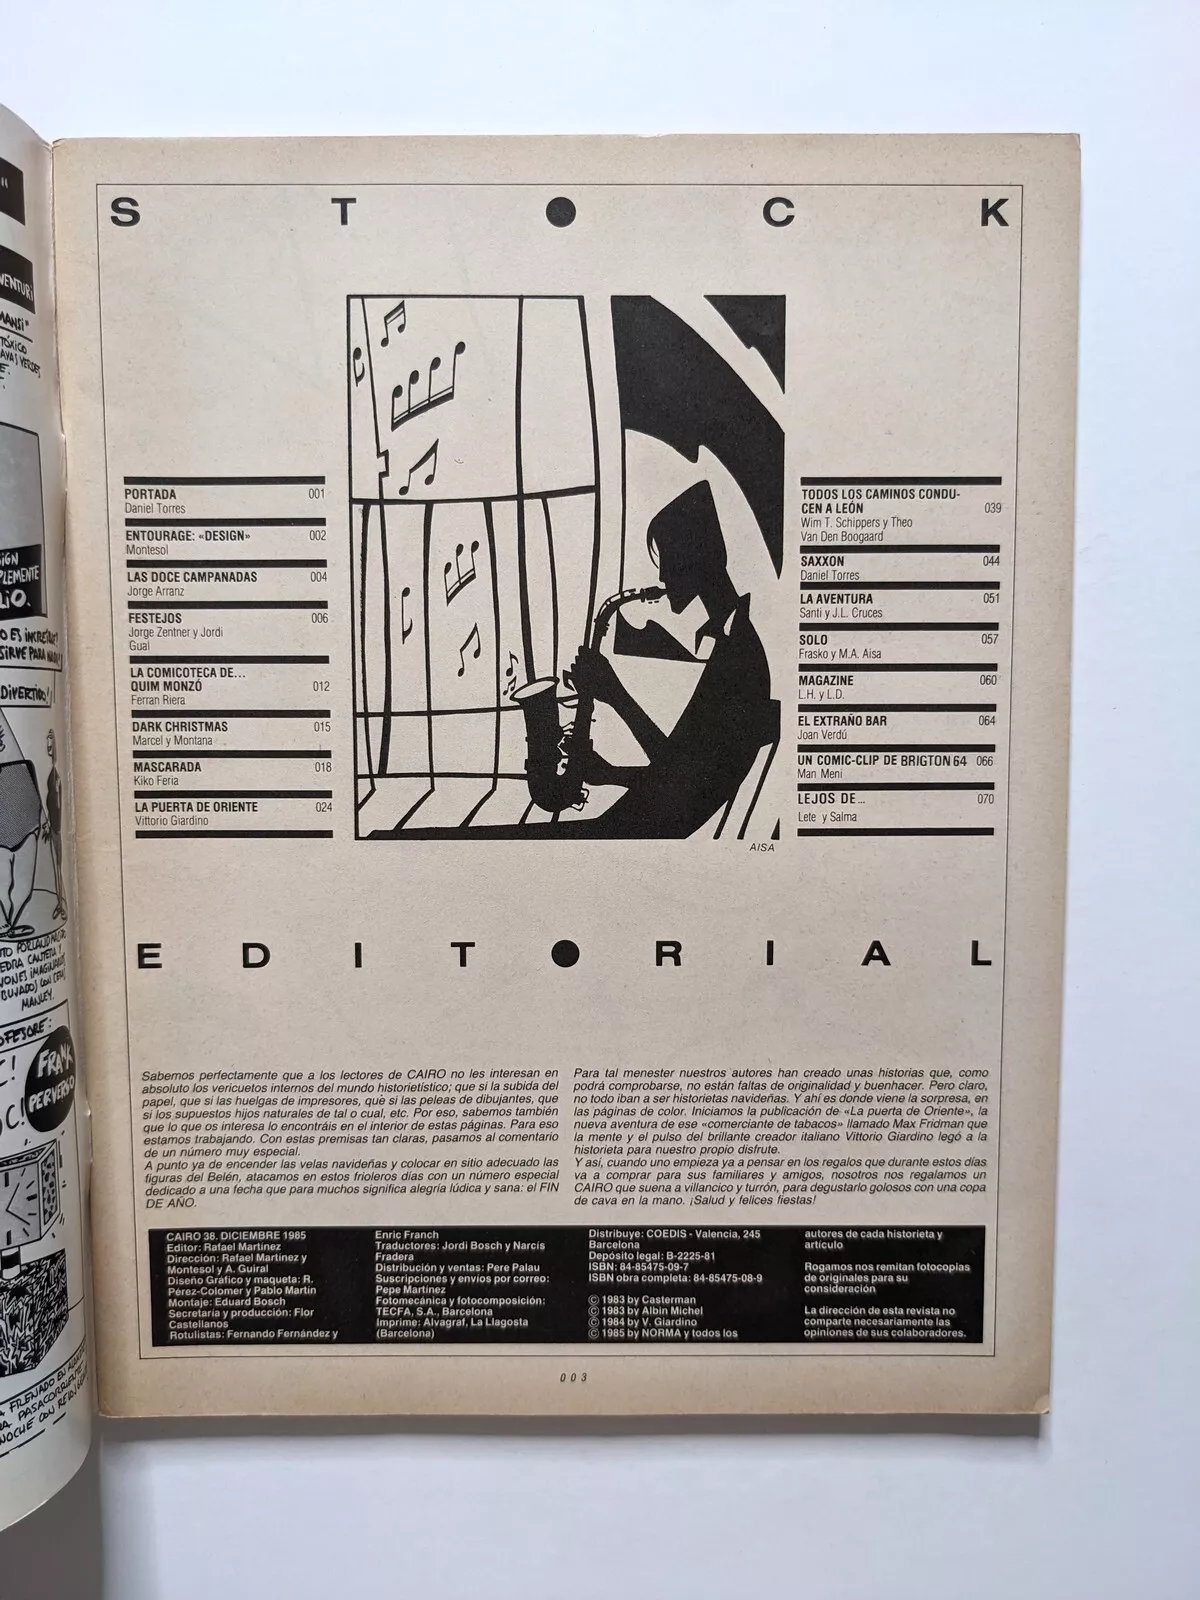 S T O C K
PORTADA 001
Daniel Torres
ENTOURAGE: «DESIGN» 002
Montesol
LAS DOCE CAMPANADAS 004
Jorge Arranz
FESTEJOS 006
Jorge Zentner y Jordi
Gual
LA COMICOTECA DE...
QUIM MONZÓ 012
Ferran Riera
DARK CHRISTMAS 015
Marcel y Montana
MASCARADA 018
Kiko Feria
LA PUERTA DE ORIENTE 024
Vittorio Giardino
TODOS LOS CAMINOS CONDU-
CEN A LEÓN 039
Wim T. Schippers y Theo
Van Den Boogaard
SAXXON 044
Daniel Torres
LA AVENTURA 051
Santi y J.L. Cruces
SOLO 057
Frasko y M.A. Aisa
MAGAZINE 060
L.H. y L.D.
EL EXTRAÑO BAR 064
Joan Verdú
UN COMIC-CLIP DE BRIGTON 64 066
Man Meni
LEJOS DE... 070
Lete y Salma
AISA
E D I T O R I A L
Sabemos perfectamente que a los lectores de CAIRO no les interesan en
absoluto los vericuetos internos del mundo historietístico; que si la subida del
papel, que si las huelgas de impresores, que si las peleas de dibujantes, que
si los supuestos hijos naturales de tal o cual, etc. Por eso, sabemos también
que lo que os interesa lo encontráis en el interior de estas páginas. Para eso
estamos trabajando. Con estas premisas tan claras, pasamos al comentario
de un número muy especial.
A punto ya de encender las velas navideñas y colocar en sitio adecuado las
figuras del Belén, atacamos en estos frioleros días con un número especial
dedicado a una fecha que para muchos significa alegría lúdica y sana: el FIN
DE AÑO.
Para tal menester nuestros autores han creado unas historias que, como
podrá comprobarse, no están faltas de originalidad y buenhacer. Pero claro,
no todo iban a ser historietas navideñas. Y ahí es donde viene la sorpresa, en
las páginas de color. Iniciamos la publicación de «La puerta de Oriente», la
nueva aventura de ese «comerciante de tabacos» llamado Max Fridman que
la mente y el pulso del brillante creador italiano Vittorio Giardino legó a la
historieta para nuestro propio disfrute.
Y así, cuando uno empieza ya a pensar en los regalos que durante estos días
va a comprar para sus familiares y amigos, nosotros nos regalamos un
CAIRO que suena a villancico y turrón, para degustarlo golosos con una copa
de cava en la mano. ¡Salud y felices fiestas!
CAIRO 38. DICIEMBRE 1985
Editor: Rafael Martínez
Dirección: Rafael Martínez y
Montesol y A. Guiral
Diseño Gráfico y maqueta: R.
Pérez-Colomer y Pablo Martín
Montaje: Eduard Bosch
Secretaria y producción: Flor
Castellanos
Rotulistas: Fernando Fernández y
Enric Franch
Traductores: Jordi Bosch y Narcís
Fradera
Distribución y ventas: Pere Palau
Suscripciones y envíos por correo:
Pepe Martínez
Fotomecánica y fotocomposición:
TECFA, S.A., Barcelona
Imprime: Alvagraf, La Llagosta
(Barcelona)
Distribuye: COEDIS - Valencia, 245
Barcelona
Depósito legal: B-2225-81
ISBN: 84-85475-09-7
ISBN obra completa: 84-85475-08-9
© 1983 by Casterman
© 1983 by Albin Michel
© 1984 by V. Giardino
© 1985 by NORMA y todos los
autores de cada historieta y
artículo
Rogamos nos remitan fotocopias
de originales para su
consideración
La dirección de esta revista no
comparte necesariamente las
opiniones de sus colaboradores.
003
FRANK
PERVERSO
DIVERTIDO!
MANLEY.